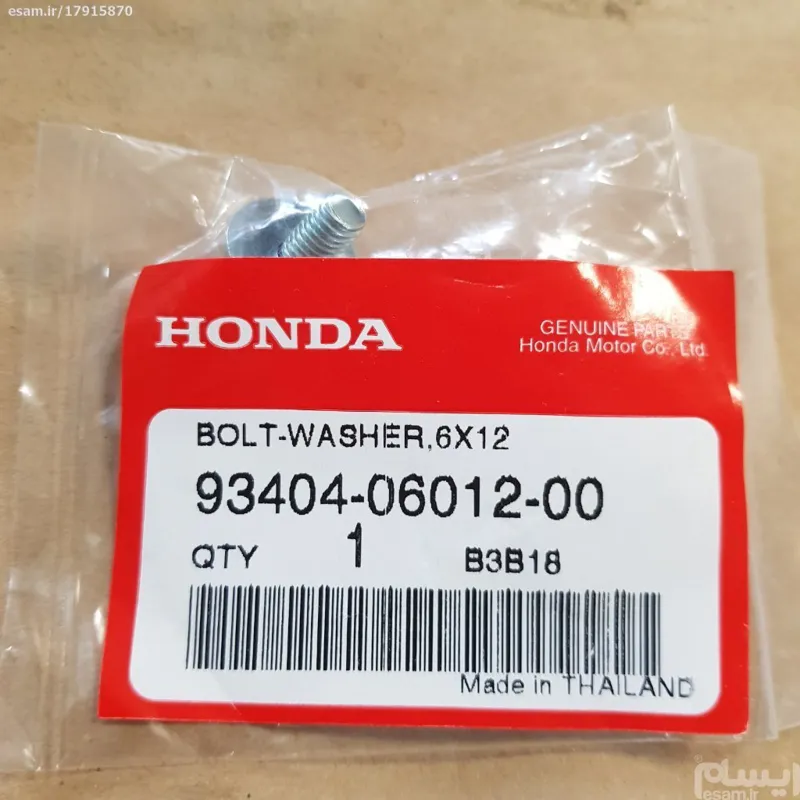 esam.ir/17915870
HONDA
GENUINE PARTS
Honda Motor Co., Ltd.
BOLT-WASHER,6X12
93404-06012-00
QTY 1 B3B18
Made in THAILAND
ایسام
esam.ir